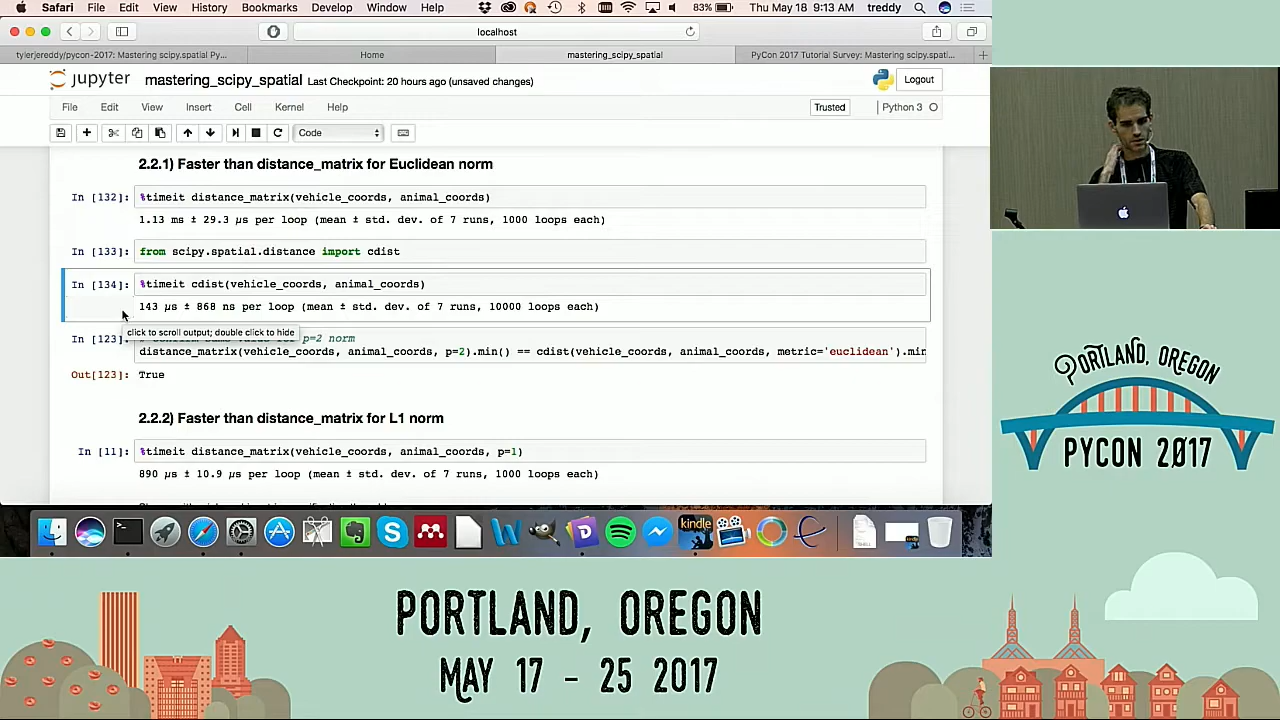 Safari File Edit View History Bookmarks Develop Window Help 83% Thu May 18 9:13 AM treddy
localhost
tylerjereddy/pycon-2017: Mastering scipy.spatial Py... Home mastering_scipy_spatial PyCon 2017 Tutorial Survey: Mastering scipy.spati...
jupyter mastering_scipy_spatial Last Checkpoint: 20 hours ago (unsaved changes) Logout
File Edit View Insert Cell Kernel Help Trusted Python 3
Code
2.2.1) Faster than distance_matrix for Euclidean norm
In [132]: %timeit distance_matrix(vehicle_coords, animal_coords)
1.13 ms ± 29.3 µs per loop (mean ± std. dev. of 7 runs, 1000 loops each)
In [133]: from scipy.spatial.distance import cdist
In [134]: %timeit cdist(vehicle_coords, animal_coords)
143 µs ± 868 ns per loop (mean ± std. dev. of 7 runs, 10000 loops each)
click to scroll output; double click to hide
In [123]: p=2 norm
distance_matrix(vehicle_coords, animal_coords, p=2).min() == cdist(vehicle_coords, animal_coords, metric='euclidean').min
Out[123]: True
2.2.2) Faster than distance_matrix for L1 norm
In [11]: %timeit distance_matrix(vehicle_coords, animal_coords, p=1)
890 µs ± 10.9 µs per loop (mean ± std. dev. of 7 runs, 1000 loops each)
kindle
PORTLAND, OREGON
PYCON 2017
PORTLAND, OREGON
MAY 17 - 25 2017